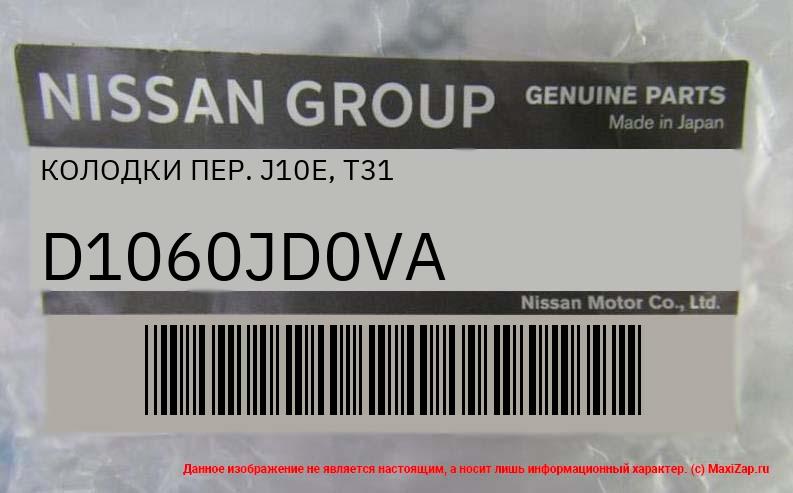 NISSAN GROUP GENUINE PARTS
Made in Japan
КОЛОДКИ ПЕР. J10E, T31
D1060JD0VA
Nissan Motor Co., Ltd.
Данное изображение не является настоящим, а носит лишь информационный характер. (c) MaxiZap.ru